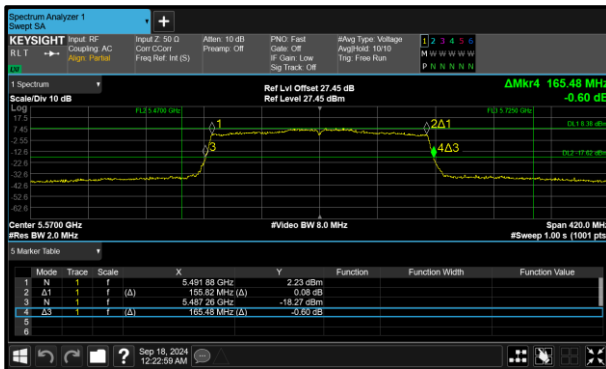 Spectrum Analyzer 1
Swept SA
KEYSIGHT Input: RF Input Z: 50 Ω Atten: 10 dB PNO: Fast #Avg Type: Voltage 1 2 3 4 5 6
RLT Coupling: AC Corr CCorr Preamp: Off Gate: Off Avg|Hold: 10/10 M W W W W W
Align: Partial Freq Ref: Int (S) IF Gain: Low Trig: Free Run
Sig Track: Off P N N N N N
1 Spectrum Ref Lvl Offset 27.45 dB ΔMkr4 165.48 MHz
Scale/Div 10 dB Ref Level 27.45 dBm -0.60 dB
Log
17.5 FL2 5.4700 GHz FL3 5.7250 GHz
7.45 1 2Δ1 DL1 8.38 dBm
-2.55
-12.6 3 4Δ3 DL2 -17.62 dBm
-22.6
-32.6
-42.6
-52.6
-62.6
Center 5.5700 GHz #Video BW 8.0 MHz Span 420.0 MHz
#Res BW 2.0 MHz #Sweep 1.00 s (1001 pts)
5 Marker Table
Mode Trace Scale X Y Function Function Width Function Value
1 N 1 f 5.491 88 GHz 2.23 dBm
2 Δ1 1 f (Δ) 155.82 MHz (Δ) 0.08 dB
3 N 1 f 5.487 26 GHz -18.27 dBm
4 Δ3 1 f (Δ) 165.48 MHz (Δ) -0.60 dB
5
6
Sep 18, 2024
12:22:59 AM